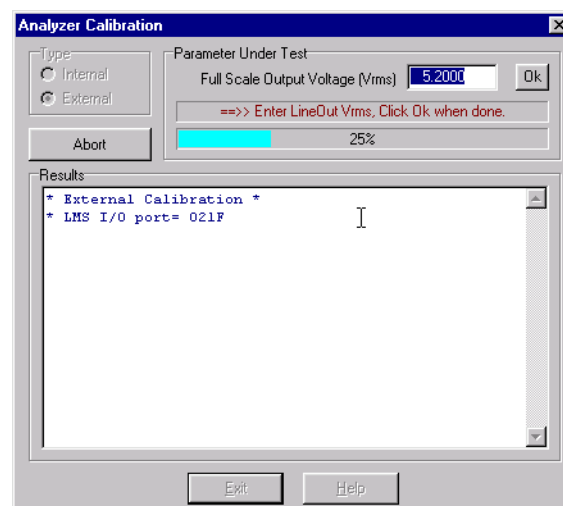 Analyzer Calibration
Type
Internal
External
Abort
Parameter Under Test
Full Scale Output Voltage (Vrms) 5.2000 Ok
==>> Enter LineOut Vrms, Click Ok when done.
25%
Results
* External Calibration *
* LMS I/O port= 021F
Exit Help